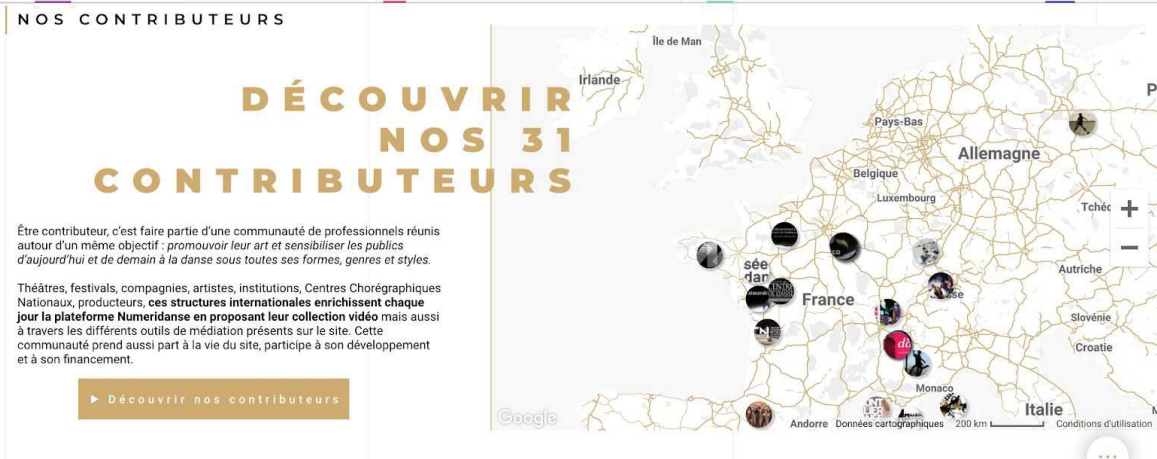 NOS CONTRIBUTEURS
DÉCOUVRIR
NOS 31
CONTRIBUTEURS
Être contributeur, c'est faire partie d'une communauté de professionnels réunis
autour d'un même objectif : promouvoir leur art et sensibiliser les publics
d'aujourd'hui et de demain à la danse sous toutes ses formes, genres et styles.
Théâtres, festivals, compagnies, artistes, institutions, Centres Chorégraphiques
Nationaux, producteurs, ces structures internationales enrichissent chaque
jour la plateforme Numeridanse en proposant leur collection vidéo mais aussi
à travers les différents outils de médiation présents sur le site. Cette
communauté prend aussi part à la vie du site, participe à son développement
et à son financement.
Découvrir nos contributeurs
Île de Man
Irlande
Pays-Bas
Allemagne
Belgique
Luxembourg
Tchéc
+
−
sée
dan
France
Autriche
Slovénie
Croatie
Monaco
Italie
Andorre
Google
Données cartographiques
200 km
Conditions d'utilisation